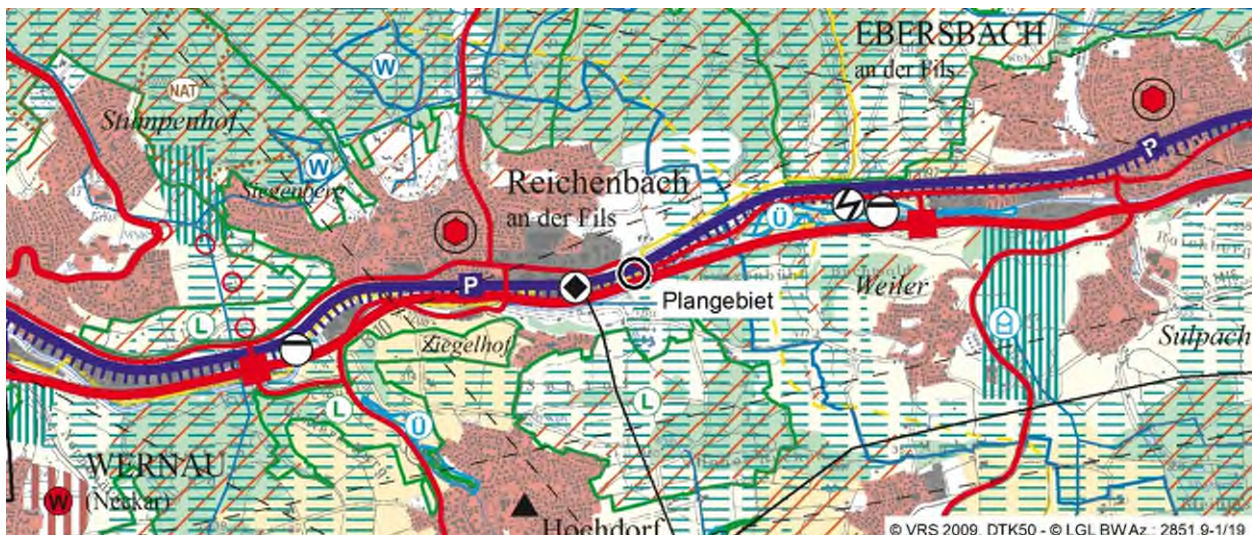 EBERSBACH
an der Fils
W
NAT
Stumpenhof
W
Siegenberg
P
Reichenbach
an der Fils
Ü
P
Plangebiet
Weiler
L
Ziegelhof
Sulpach
L
L
Ü
WERNAU
W
(Neckar)
Hochdorf
© VRS 2009, DTK50 - © LGL BW Az.: 2851.9-1/19